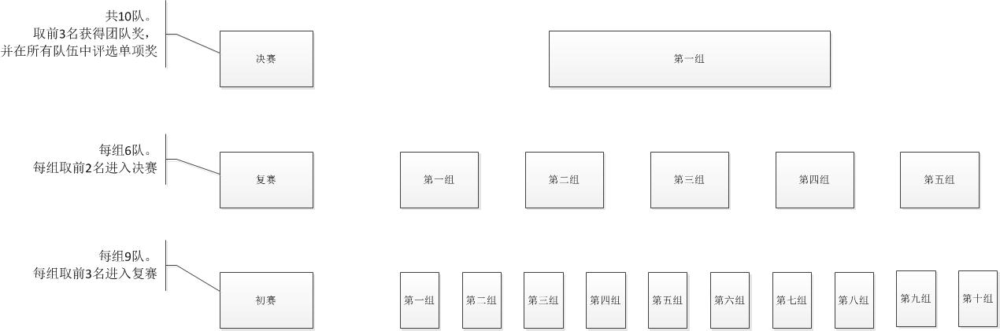 共10队。
取前3名获得团队奖，
并在所有队伍中评选单项奖
决赛
第一组
每组6队。
每组取前2名进入决赛
复赛
第一组
第二组
第三组
第四组
第五组
每组9队。
每组取前3名进入复赛
初赛
第一组
第二组
第三组
第四组
第五组
第六组
第七组
第八组
第九组
第十组